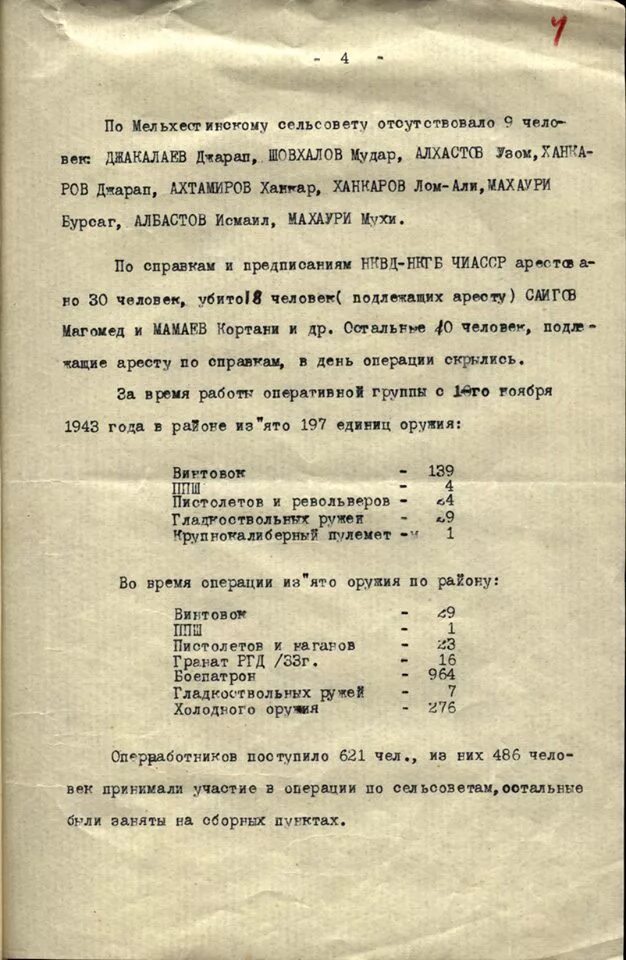 4
- 4 -
По Мельхестинскому сельсовету отсутствовало 9 чело-
век: ДЖАКАЛАЕВ Джарап, ШОВХАЛОВ Мудар, АЛХАСТОВ Узом, ХАНКА-
РОВ Джарап, АХТАМИРОВ Ханкар, ХАНКАРОВ Лом-Али, МАХАУРИ
Бурсаг, АЛБАСТОВ Исмаил, МАХАУРИ Мухи.
По справкам и предписаниям НКВД-НКГБ ЧИАССР арестова-
но 30 человек, убито 18 человек( подлежащих аресту) САИГОВ
Магомед и МАМАЕВ Кортани и др. Остальные 40 человек, подле-
жащие аресту по справкам, в день операции скрылись.
За время работы оперативной группы с ноября
1943 года в районе из"ято 197 единиц оружия:
Винтовок - 139
ППШ - 4
Пистолетов и револьверов - 24
Гладкоствольных ружей - 29
Крупнокалиберный пулемет - 1
Во время операции из"ято оружия по району:
Винтовок - 29
ППШ - 1
Пистолетов и наганов - 23
Гранат РГД /33г. - 16
Боепатрон - 964
Гладкоствольных ружей - 7
Холодного оружия - 276
Оперработников поступило 621 чел., из них 486 чело-
век принимали участие в операции по сельсоветам, остальные
были заняты на сборных пунктах.